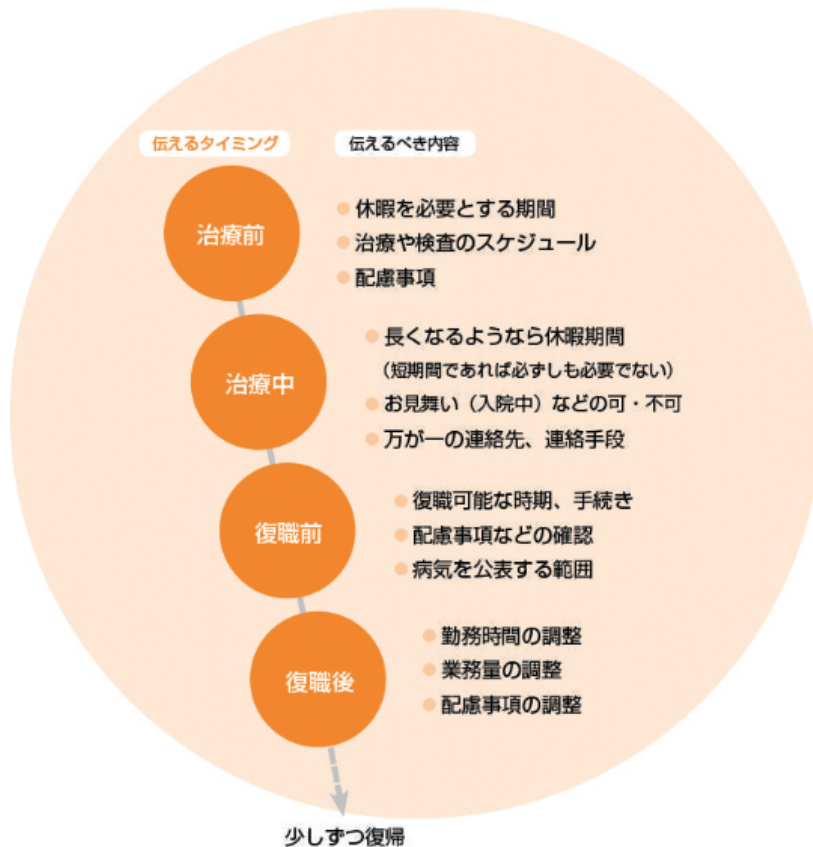 伝えるタイミング
伝えるべき内容
治療前
休暇を必要とする期間
治療や検査のスケジュール
配慮事項
治療中
長くなるようなら休暇期間
（短期間であれば必ずしも必要でない）
お見舞い（入院中）などの可・不可
万が一の連絡先、連絡手段
復職前
復職可能な時期、手続き
配慮事項などの確認
病気を公表する範囲
復職後
勤務時間の調整
業務量の調整
配慮事項の調整
少しずつ復帰